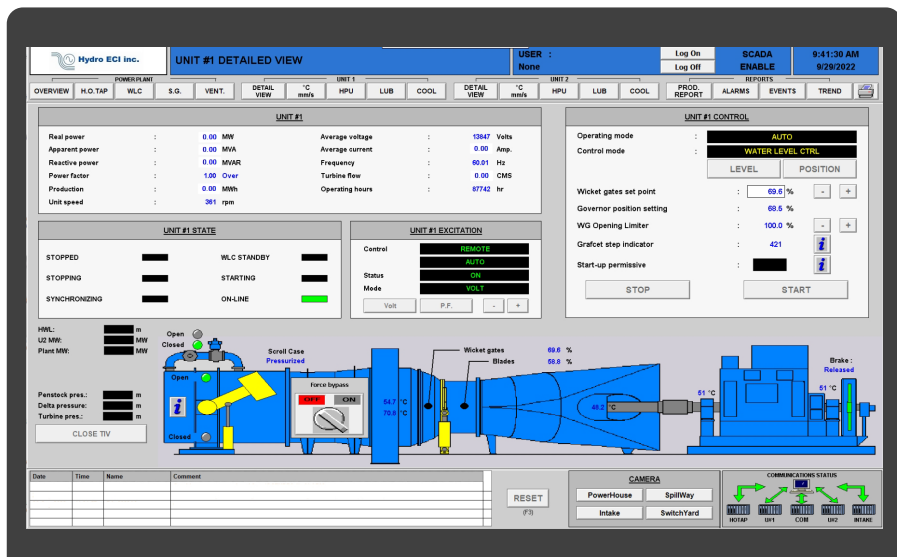 Hydro ECI inc.
UNIT #1 DETAILED VIEW
USER :
None
Log On
Log Off
SCADA
ENABLE
9:41:30 AM
9/29/2022
POWER PLANT
UNIT 1
UNIT 2
REPORTS
OVERVIEW
H.O.TAP
WLC
S.G.
VENT.
DETAIL VIEW
°C mm/s
HPU
LUB
COOL
DETAIL VIEW
°C mm/s
HPU
LUB
COOL
PROD. REPORT
ALARMS
EVENTS
TREND
UNIT #1
Real power : 0.00 MW
Apparent power : 0.00 MVA
Reactive power : 0.00 MVAR
Power factor : 1.00 Over
Production : 0.00 MWh
Unit speed : 361 rpm
Average voltage : 13847 Volts
Average current : 0.00 Amp.
Frequency : 60.01 Hz
Turbine flow : 0.00 CMS
Operating hours : 87742 hr
UNIT #1 CONTROL
Operating mode : AUTO
Control mode : WATER LEVEL CTRL
LEVEL
POSITION
Wicket gates set point : 69.6 % - +
Governor position setting : 68.5 %
WG Opening Limiter : 100.0 % - +
Grafcet step indicator : 421 i
Start-up permissive : i
STOP
START
UNIT #1 STATE
STOPPED
WLC STANDBY
STOPPING
STARTING
SYNCHRONIZING
ON-LINE
UNIT #1 EXCITATION
Control REMOTE
AUTO
Status ON
Mode VOLT
Volt
P.F.
- +
HWL: m
U2 MW: MW
Plant MW: MW
Penstock pres.: m
Delta pressure: m
Turbine pres.: m
CLOSE TIV
Open
Closed
Open
i
Closed
Scroll Case
Pressurized
Force bypass
OFF
ON
54.7 °C
70.8 °C
Wicket gates 69.6 %
Blades 58.8 %
48.2 °C
51 °C
51 °C
Brake :
Released
Date
Time
Name
Comment
RESET
(F3)
CAMERA
PowerHouse
SpillWay
Intake
SwitchYard
COMMUNICATIONS STATUS
HOTAP
U#1
COM
U#2
INTAKE